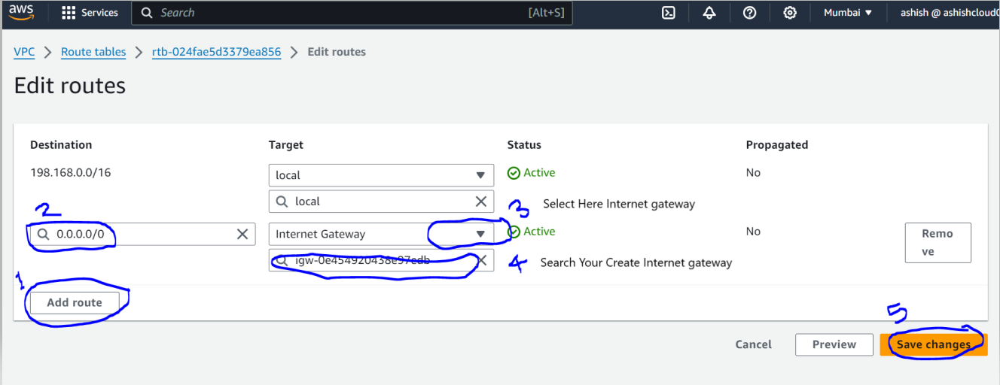 aws Services Search [Alt+S] Mumbai ashish @ ashishcloud0
VPC Route tables rtb-024fae5d3379ea856 Edit routes
Edit routes
Destination Target Status Propagated
198.168.0.0/16 local Active No
local
2 3 Select Here Internet gateway
0.0.0.0/0 Internet Gateway Active No Remo
ve
igw-0e454920438e97edb 4 Search Your Create Internet gateway
1
Add route
5
Cancel Preview Save changes